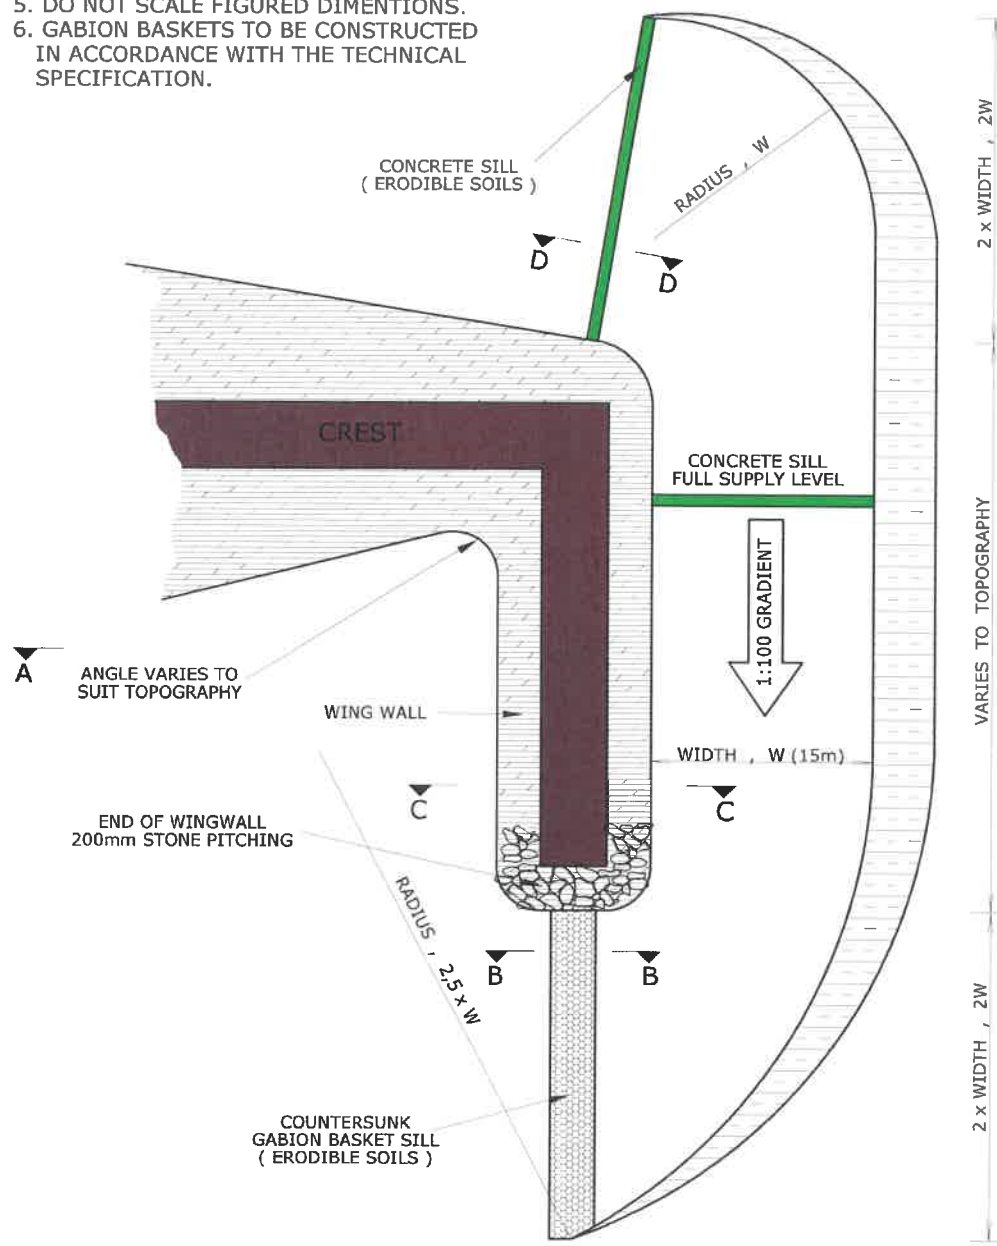 5. DO NOT SCALE FIGURED DIMENTIONS.
6. GABION BASKETS TO BE CONSTRUCTED
IN ACCORDANCE WITH THE TECHNICAL
SPECIFICATION.
CONCRETE SILL
( ERODIBLE SOILS )
RADIUS , W
2 x WIDTH , 2W
D
D
CREST
CONCRETE SILL
FULL SUPPLY LEVEL
1:100 GRADIENT
VARIES TO TOPOGRAPHY
A
ANGLE VARIES TO
SUIT TOPOGRAPHY
WING WALL
WIDTH , W (15m)
C
C
END OF WINGWALL
200mm STONE PITCHING
RADIUS , 2,5 x W
B
B
2 x WIDTH , 2W
COUNTERSUNK
GABION BASKET SILL
( ERODIBLE SOILS )